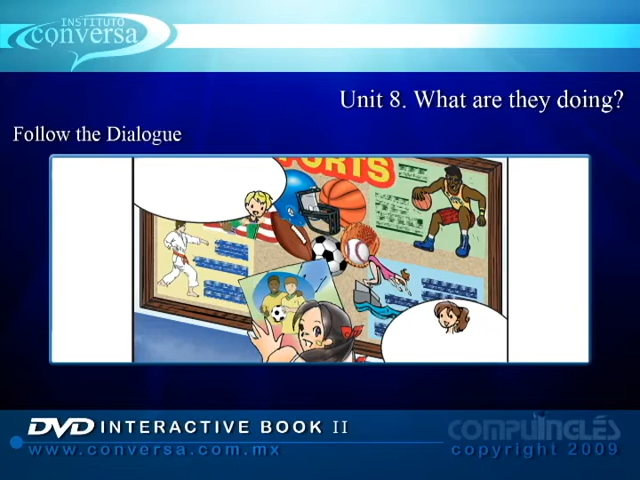 INSTITUTO
conversa
Unit 8. What are they doing?
Follow the Dialogue
PORTS
DVD INTERACTIVE BOOK II
COMPUINGLÉS
www.conversa.com.mx
copyright 2009